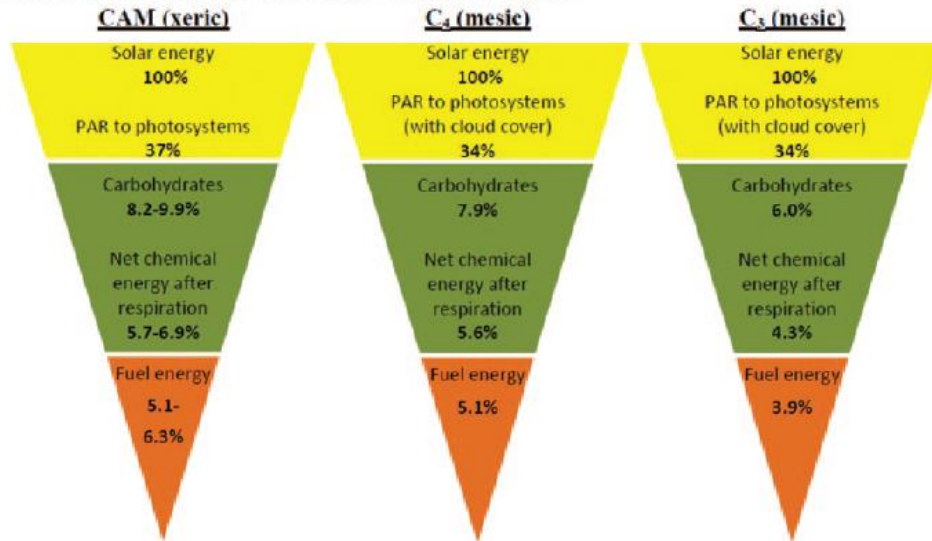 CAM (xeric)
Solar energy
100%
PAR to photosystems
37%
Carbohydrates
8.2-9.9%
Net chemical
energy after
respiration
5.7-6.9%
Fuel energy
5.1-
6.3%
C₄ (mesic)
Solar energy
100%
PAR to photosystems
(with cloud cover)
34%
Carbohydrates
7.9%
Net chemical
energy after
respiration
5.6%
Fuel energy
5.1%
C₃ (mesic)
Solar energy
100%
PAR to photosystems
(with cloud cover)
34%
Carbohydrates
6.0%
Net chemical
energy after
respiration
4.3%
Fuel energy
3.9%